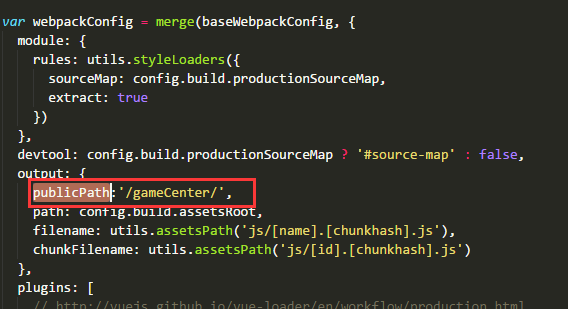 var webpackConfig = merge(baseWebpackConfig, {
  module: {
    rules: utils.styleLoaders({
      sourceMap: config.build.productionSourceMap,
      extract: true
    })
  },
  devtool: config.build.productionSourceMap ? '#source-map' : false,
  output: {
    publicPath:'/gameCenter/',
    path: config.build.assetsRoot,
    filename: utils.assetsPath('js/[name].[chunkhash].js'),
    chunkFilename: utils.assetsPath('js/[id].[chunkhash].js')
  },
  plugins: [
    // http://vuejs.github.io/vue-loader/en/workflow/production.html